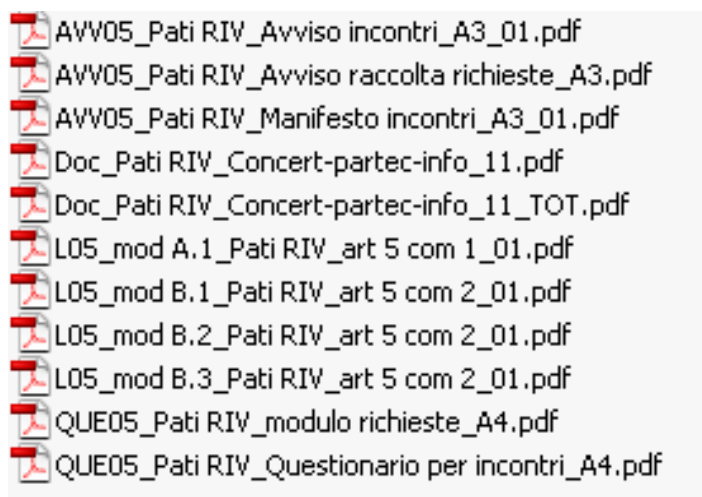 AVV05_Pati RIV_Avviso incontri_A3_01.pdf
AVV05_Pati RIV_Avviso raccolta richieste_A3.pdf
AVV05_Pati RIV_Manifesto incontri_A3_01.pdf
Doc_Pati RIV_Concert-partec-info_11.pdf
Doc_Pati RIV_Concert-partec-info_11_TOT.pdf
L05_mod A.1_Pati RIV_art 5 com 1_01.pdf
L05_mod B.1_Pati RIV_art 5 com 2_01.pdf
L05_mod B.2_Pati RIV_art 5 com 2_01.pdf
L05_mod B.3_Pati RIV_art 5 com 2_01.pdf
QUE05_Pati RIV_modulo richieste_A4.pdf
QUE05_Pati RIV_Questionario per incontri_A4.pdf